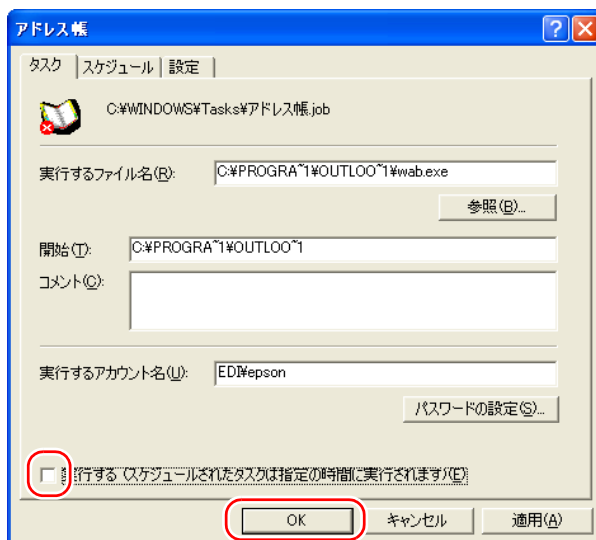 アドレス帳
タスク スケジュール 設定
C:¥WINDOWS¥Tasks¥アドレス帳.job
実行するファイル名(R): C:¥PROGRA~1¥OUTLOO~1¥wab.exe
参照(B)...
開始(T): C:¥PROGRA~1¥OUTLOO~1
コメント(C):
実行するアカウント名(U): EDI¥epson
パスワードの設定(S)...
実行する (スケジュールされたタスクは指定の時間に実行されます)(E)
OK キャンセル 適用(A)